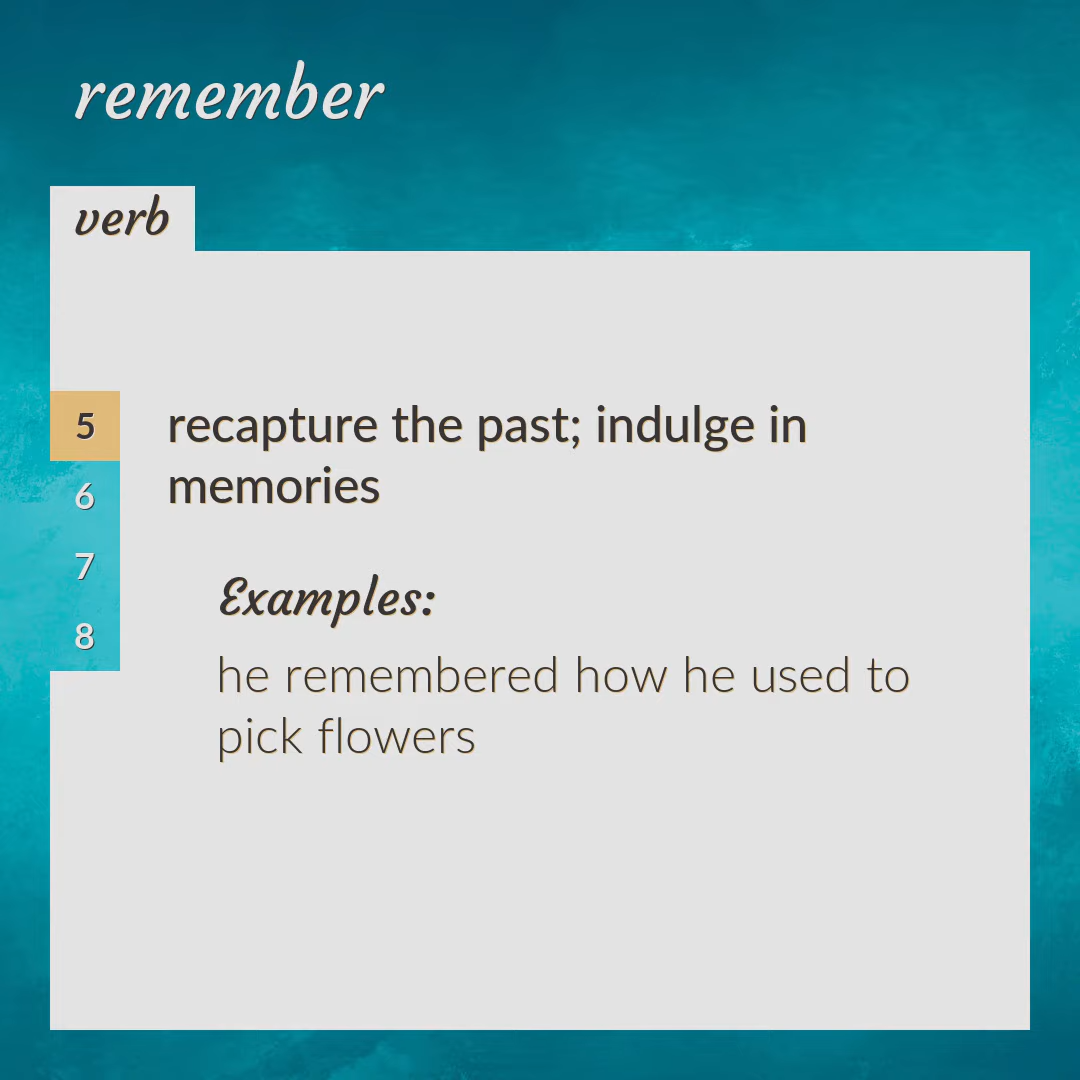 remember
verb
5
recapture the past; indulge in
memories
6
7
8
Examples:
he remembered how he used to
pick flowers